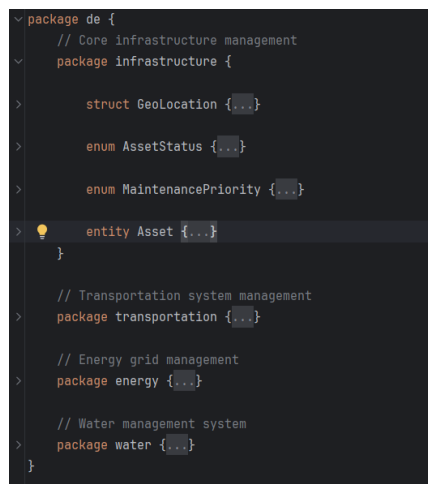 package de {
// Core infrastructure management
package infrastructure {
struct GeoLocation {...}
enum AssetStatus {...}
enum MaintenancePriority {...}
entity Asset {...}
}
// Transportation system management
package transportation {...}
// Energy grid management
package energy {...}
// Water management system
package water {...}
}